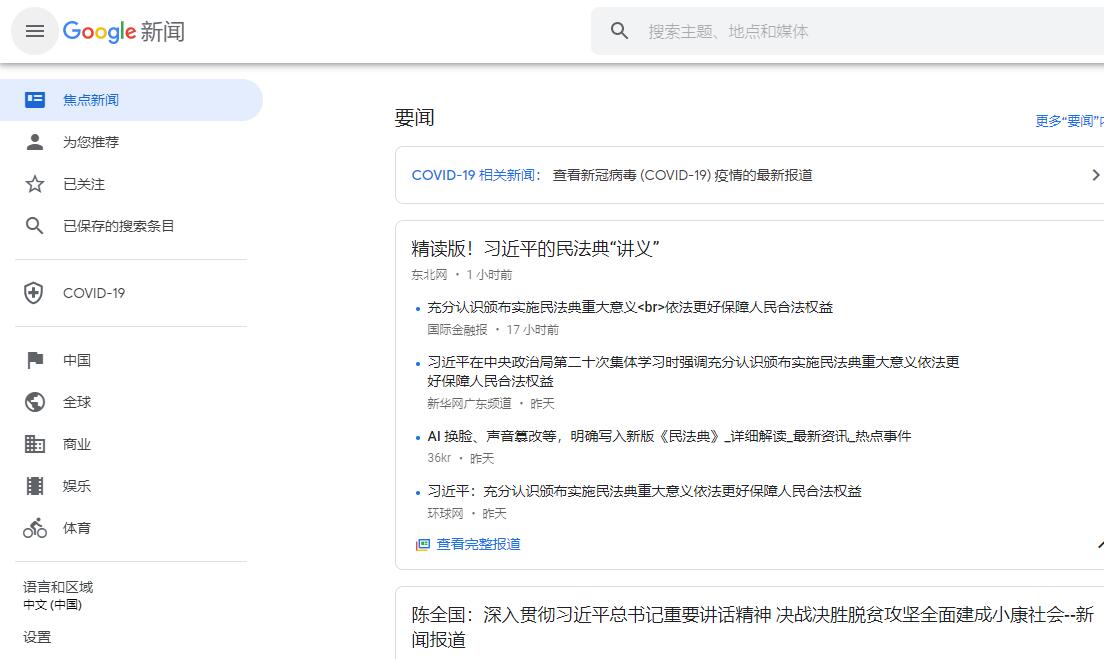 Google 新闻
搜索主题、地点和媒体
焦点新闻
为您推荐
已关注
已保存的搜索条目
COVID-19
中国
全球
商业
娱乐
体育
语言和区域
中文 (中国)
设置
要闻
更多“要闻”内
COVID-19 相关新闻： 查看新冠病毒 (COVID-19) 疫情的最新报道
精读版！习近平的民法典“讲义”
东北网 · 1 小时前
充分认识颁布实施民法典重大意义<br>依法更好保障人民合法权益
国际金融报 · 17 小时前
习近平在中央政治局第二十次集体学习时强调充分认识颁布实施民法典重大意义依法更
好保障人民合法权益
新华网广东频道 · 昨天
AI 换脸、声音篡改等，明确写入新版《民法典》_详细解读_最新资讯_热点事件
36kr · 昨天
习近平：充分认识颁布实施民法典重大意义依法更好保障人民合法权益
环球网 · 昨天
查看完整报道
陈全国：深入贯彻习近平总书记重要讲话精神 决战决胜脱贫攻坚全面建成小康社会--新
闻报道